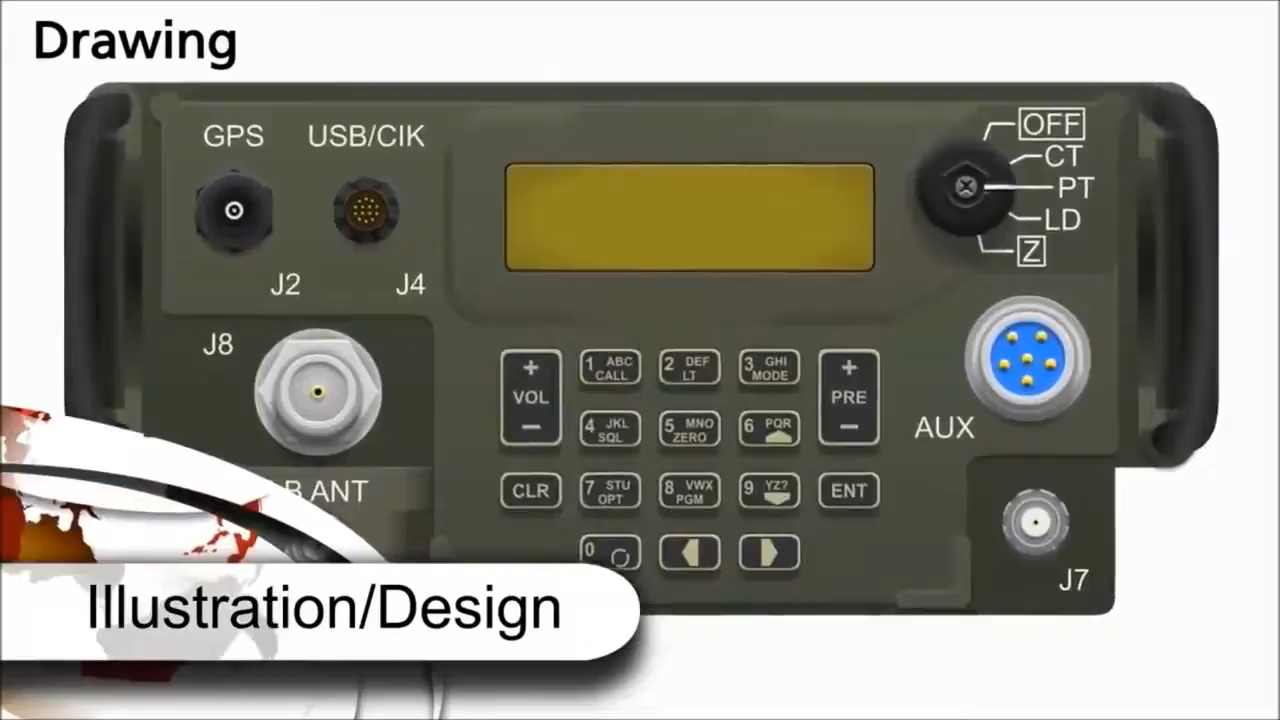 Drawing
GPS
USB/CIK
OFF
CT
PT
LD
Z
J2
J4
J8
AUX
+
VOL
−
1 ABC
CALL
2 DEF
LT
3 GHI
MODE
+
PRE
−
4 JKL
SQL
5 MNO
ZERO
6 PQR
CLR
7 STU
OPT
8 VWX
PGM
9 YZ?
ENT
ANT
0
J7
Illustration/Design